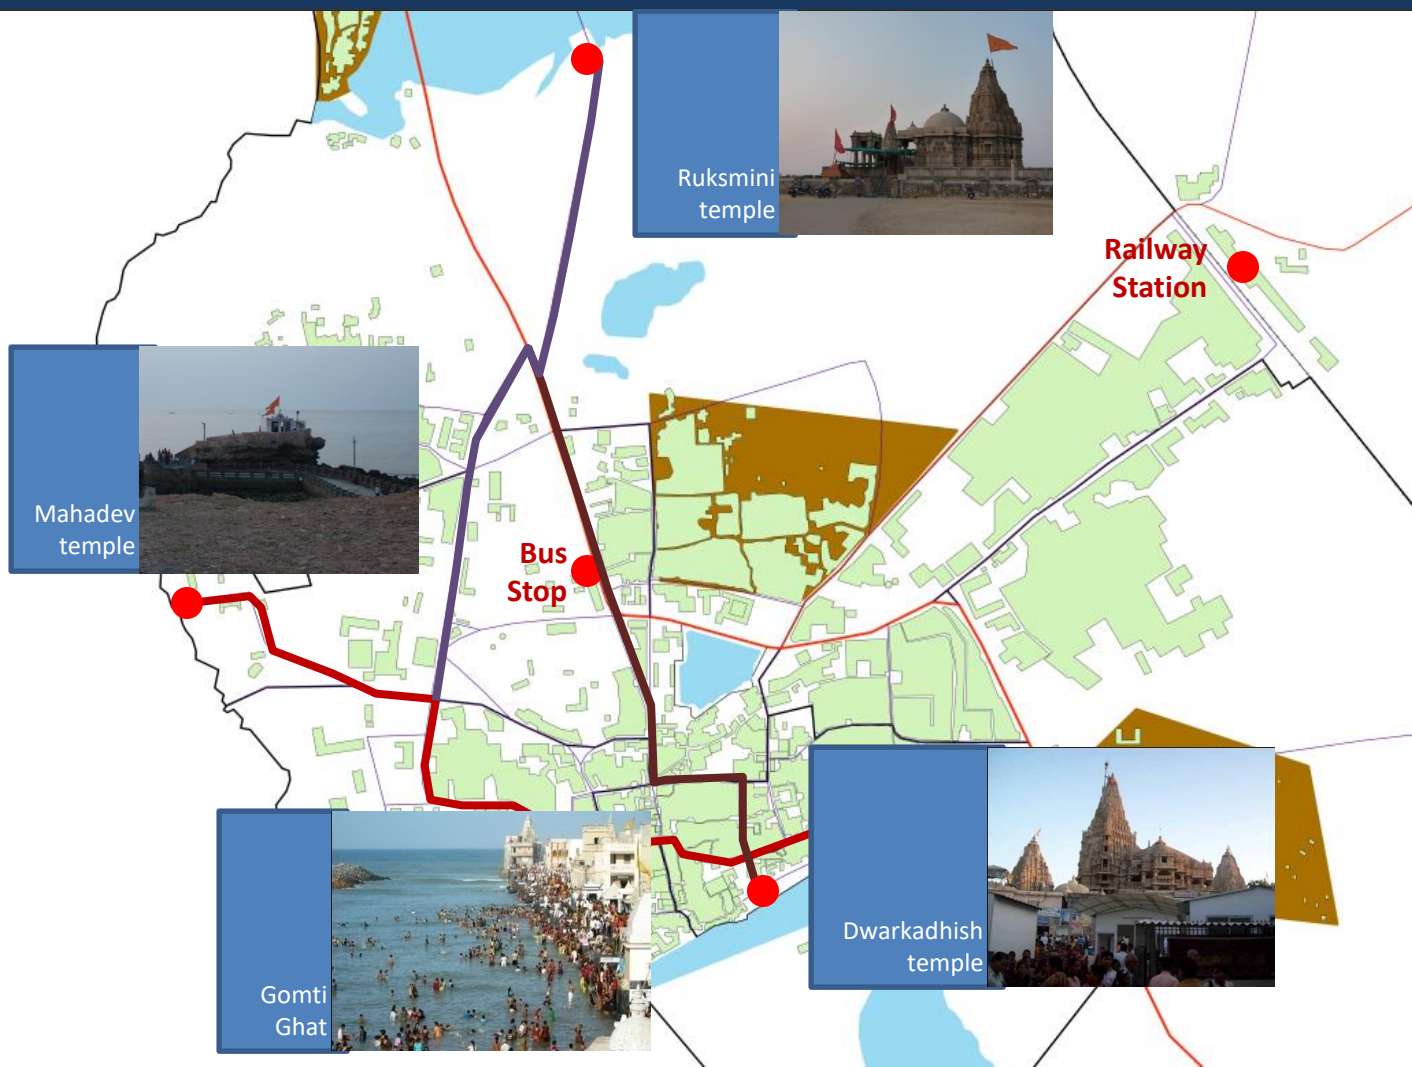 Ruksmini
temple
Railway
Station
Mahadev
temple
Bus
Stop
Dwarkadhish
temple
Gomti
Ghat